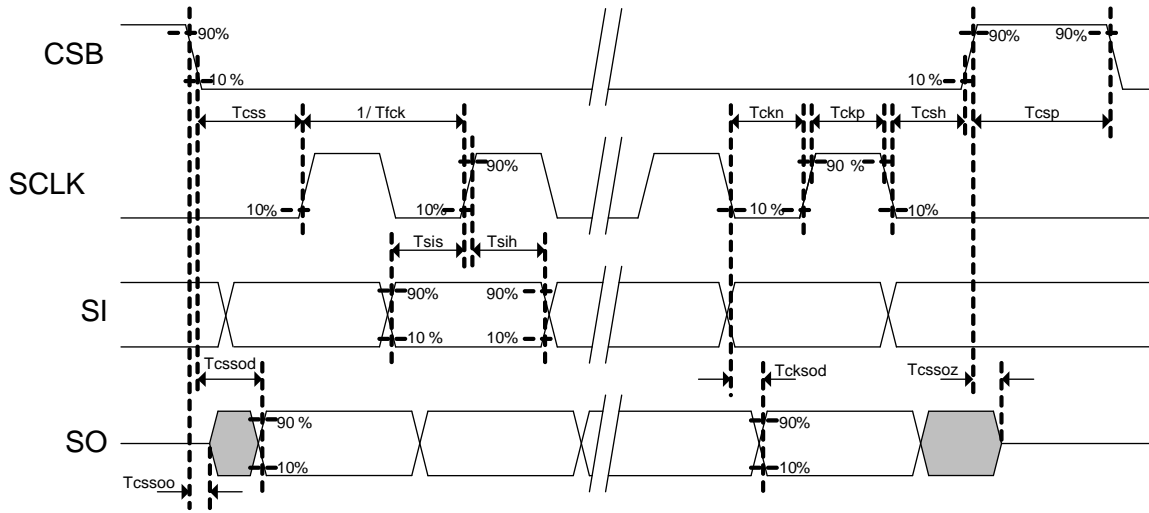 CSB
90%
10 %
10 %
90%
90%
Tcss
1/ Tfck
Tckn
Tckp
Tcsh
Tcsp
SCLK
10%
10%
90%
10 %
90 %
10%
Tsis
Tsih
SI
90%
90%
10 %
10%
Tcssod
Tcksod
Tcssoz
SO
90 %
10%
90%
10%
Tcssoo